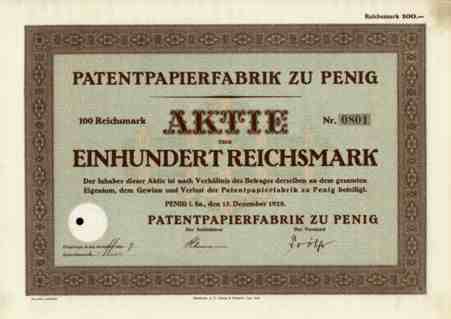 Reichsmark 100.—
PATENTPAPIERFABRIK ZU PENIG
100 Reichsmark AKTIE Nr. 0801
ÜBER
EINHUNDERT REICHSMARK
Der Inhaber dieser Aktie ist nach Verhältnis des Betrages derselben an dem gesamten
Eigentum, dem Gewinn und Verlust der Patentpapierfabrik zu Penig beteiligt.
PENIG i. Sa., den 15. Dezember 1928.
PATENTPAPIERFABRIK ZU PENIG
Der Aufsichtsrat Der Vorstand